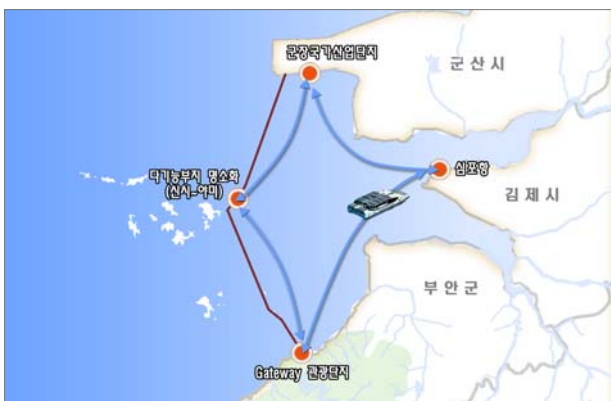 군장국가산업단지
군산시
다기능부지 명소화
(신시-야미)
심포항
김제시
부안군
Gateway 관광단지